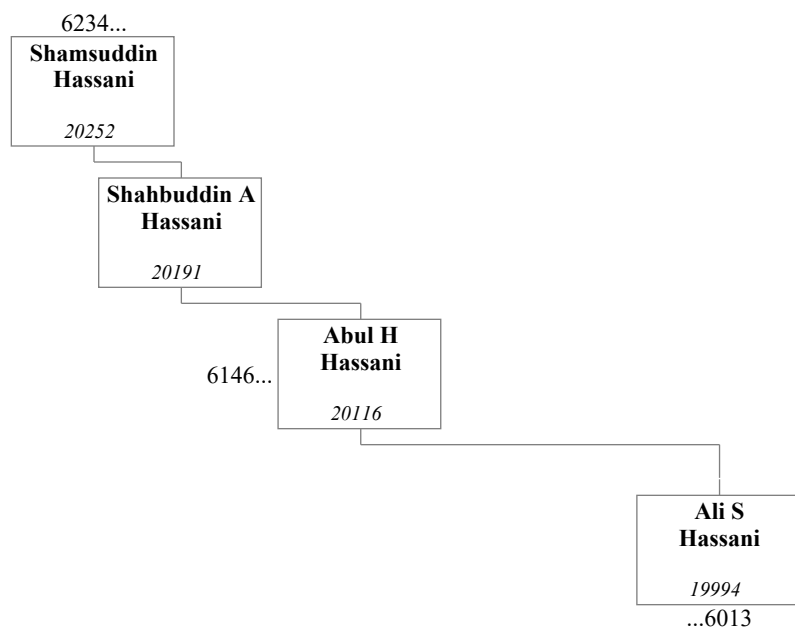 6234...
Shamsuddin
Hassani
20252
Shahbuddin A
Hassani
20191
Abul H
Hassani
6146...
20116
Ali S
Hassani
19994
...6013